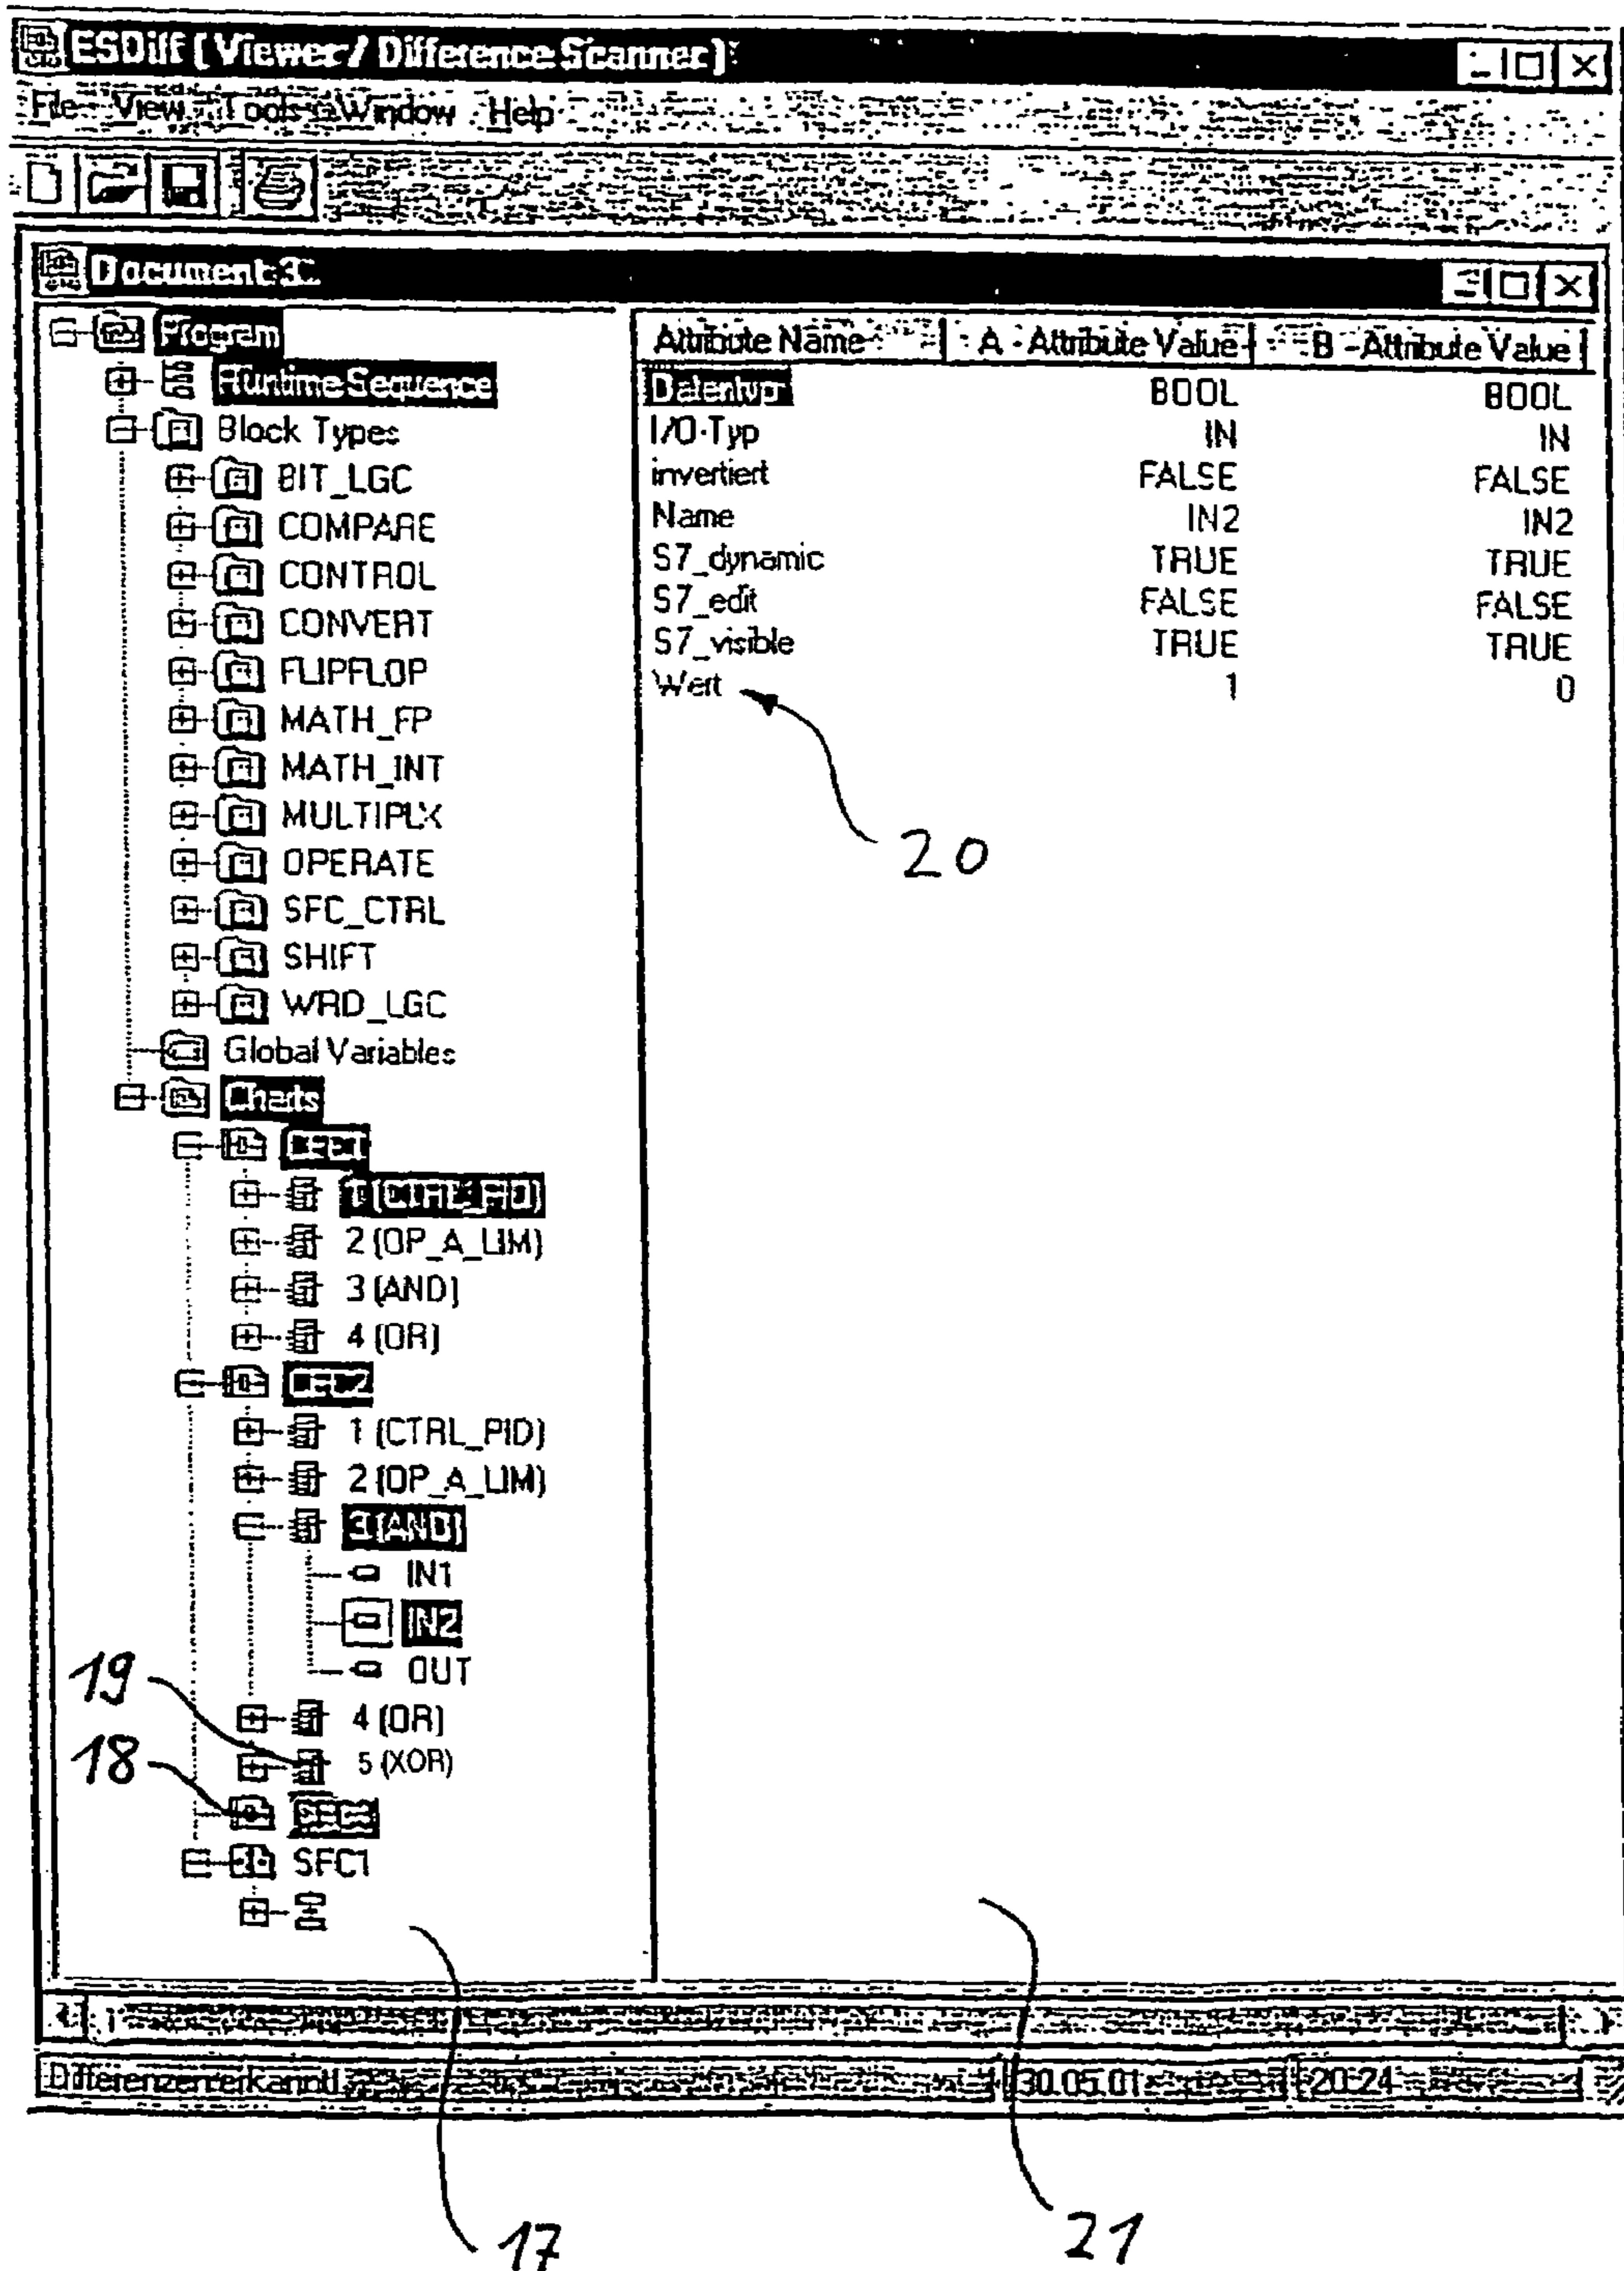 ESDiff (Viewer / Difference Scanner)
File View Tools Window Help
Document:3
Program
Runtime Sequence
Block Types
BIT_LGC
COMPARE
CONTROL
CONVERT
FLIPFLOP
MATH_FP
MATH_INT
MULTIPLX
OPERATE
SFC_CTRL
SHIFT
WRD_LGC
Global Variables
Charts
1 (CTRL_PID)
2 (OP_A_LIM)
3 (AND)
4 (OR)
CFC2
1 (CTRL_PID)
2 (OP_A_LIM)
3 (AND)
IN1
IN2
OUT
4 (OR)
5 (XOR)
SFC1
Attribute Name A - Attribute Value B - Attribute Value
Datentyp BOOL BOOL
I/O-Typ IN IN
invertiert FALSE FALSE
Name IN2 IN2
S7_dynamic TRUE TRUE
S7_edit FALSE FALSE
S7_visible TRUE TRUE
Wert 1 0
20
19
18
Differenzen erkannt! 30.05.01 20:24
17
21